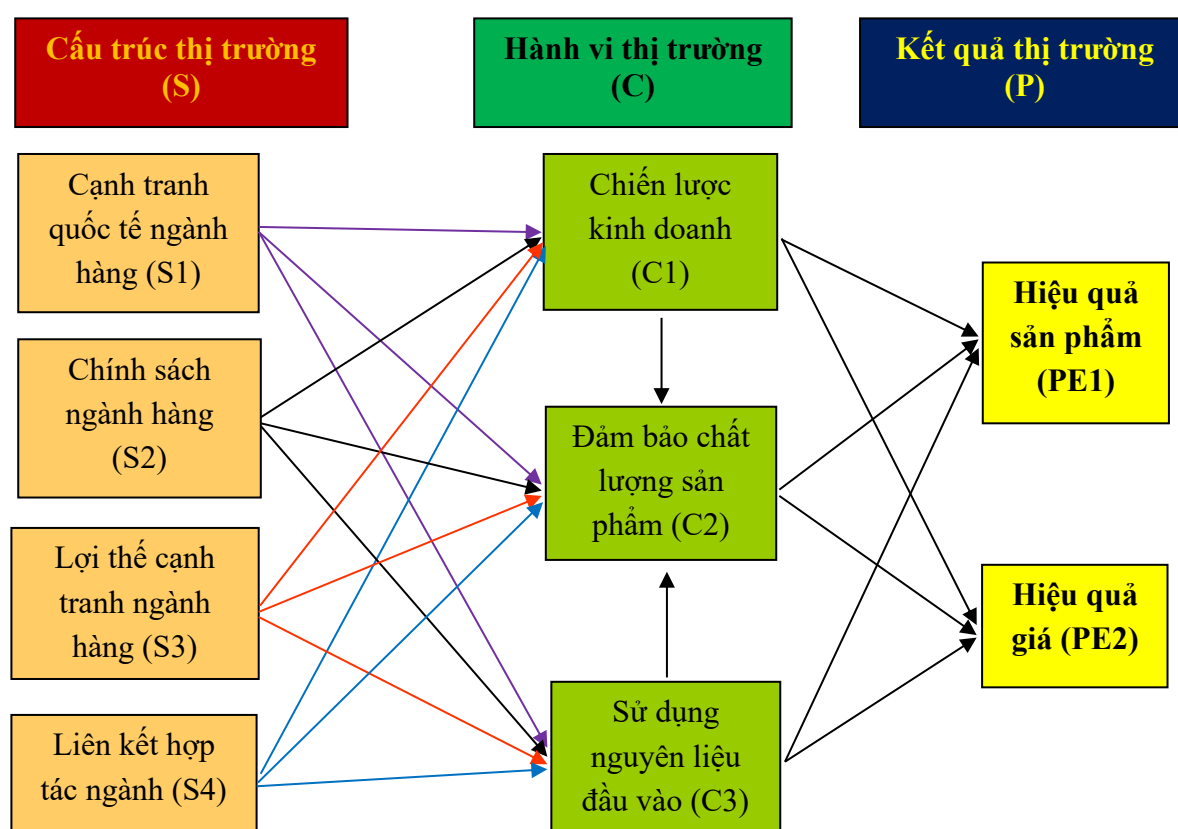 Cấu trúc thị trường
(S)
Hành vi thị trường
(C)
Kết quả thị trường
(P)
Cạnh tranh
quốc tế ngành
hàng (S1)
Chính sách
ngành hàng
(S2)
Lợi thế cạnh
tranh ngành
hàng (S3)
Liên kết hợp
tác ngành (S4)
Chiến lược
kinh doanh
(C1)
Đảm bảo chất
lượng sản
phẩm (C2)
Sử dụng
nguyên liệu
đầu vào (C3)
Hiệu quả
sản phẩm
(PE1)
Hiệu quả
giá (PE2)